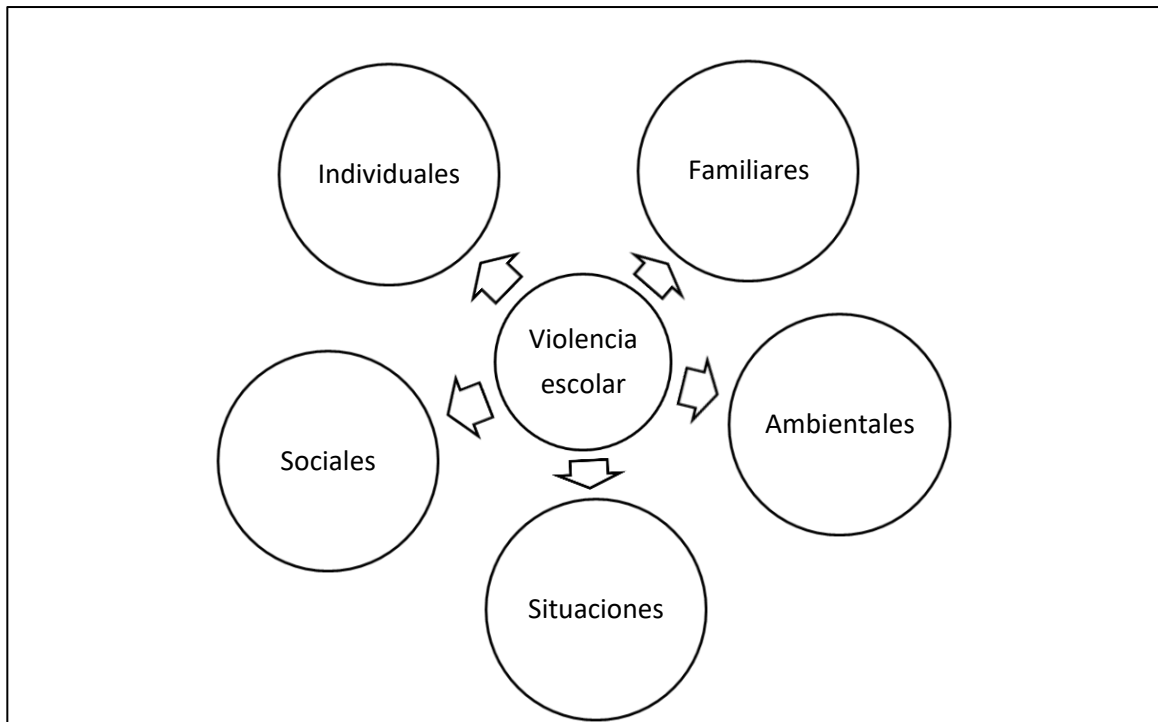 Individuales
Familiares
Violencia
escolar
Ambientales
Sociales
Situaciones